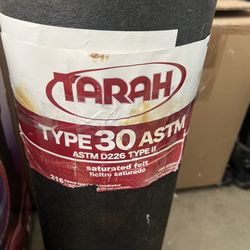 TARAH
TYPE 30 ASTM
ASTM D226 TYPE II
saturated felt
fieltro saturado